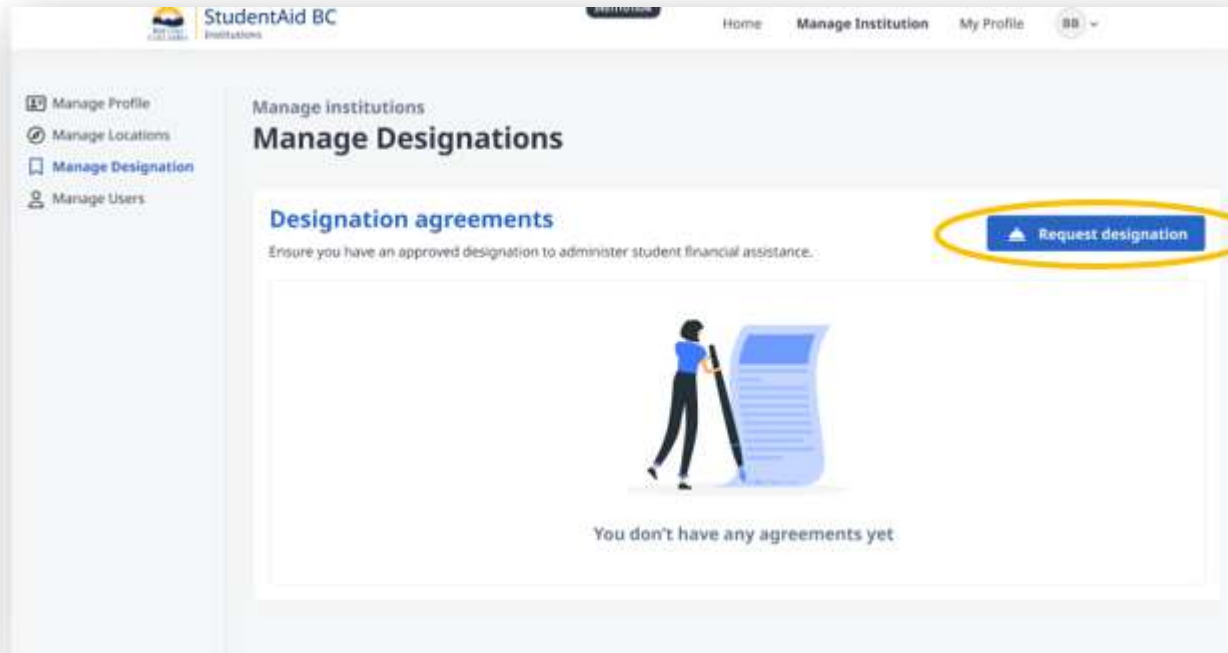 StudentAid BC
Institutions
Home
Manage Institution
My Profile
BB
Manage Profile
Manage Locations
Manage Designation
Manage Users
Manage institutions
Manage Designations
Designation agreements
Ensure you have an approved designation to administer student financial assistance.
Request designation
You don't have any agreements yet